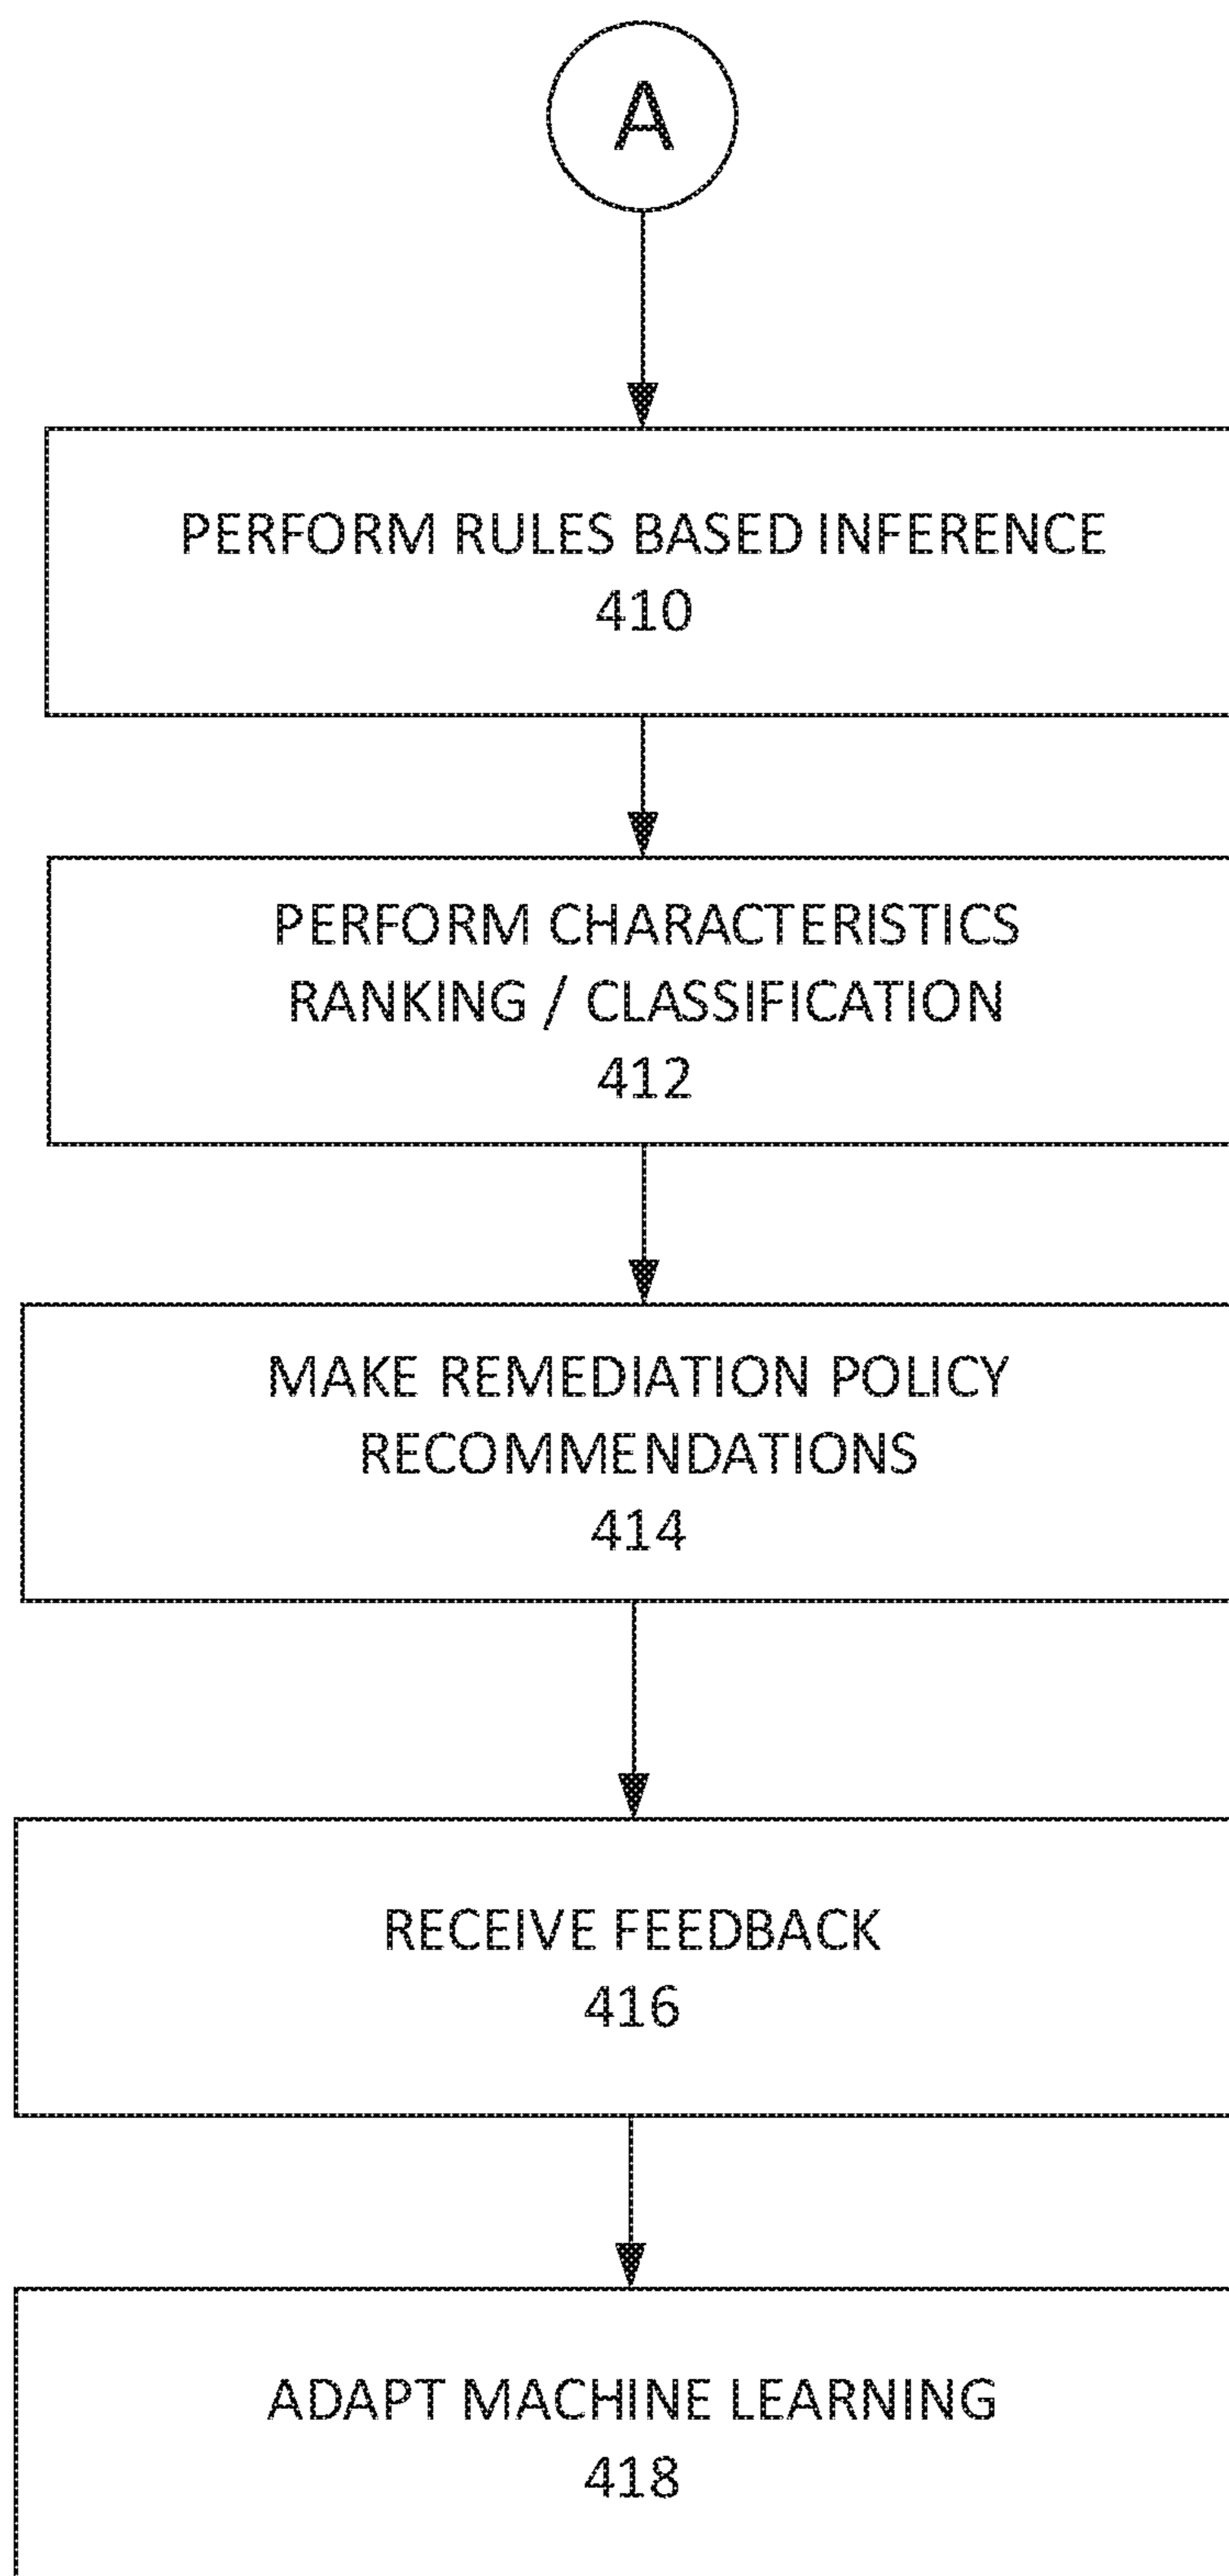 A
PERFORM RULES BASED INFERENCE
410
PERFORM CHARACTERISTICS
RANKING / CLASSIFICATION
412
MAKE REMEDIATION POLICY
RECOMMENDATIONS
414
RECEIVE FEEDBACK
416
ADAPT MACHINE LEARNING
418